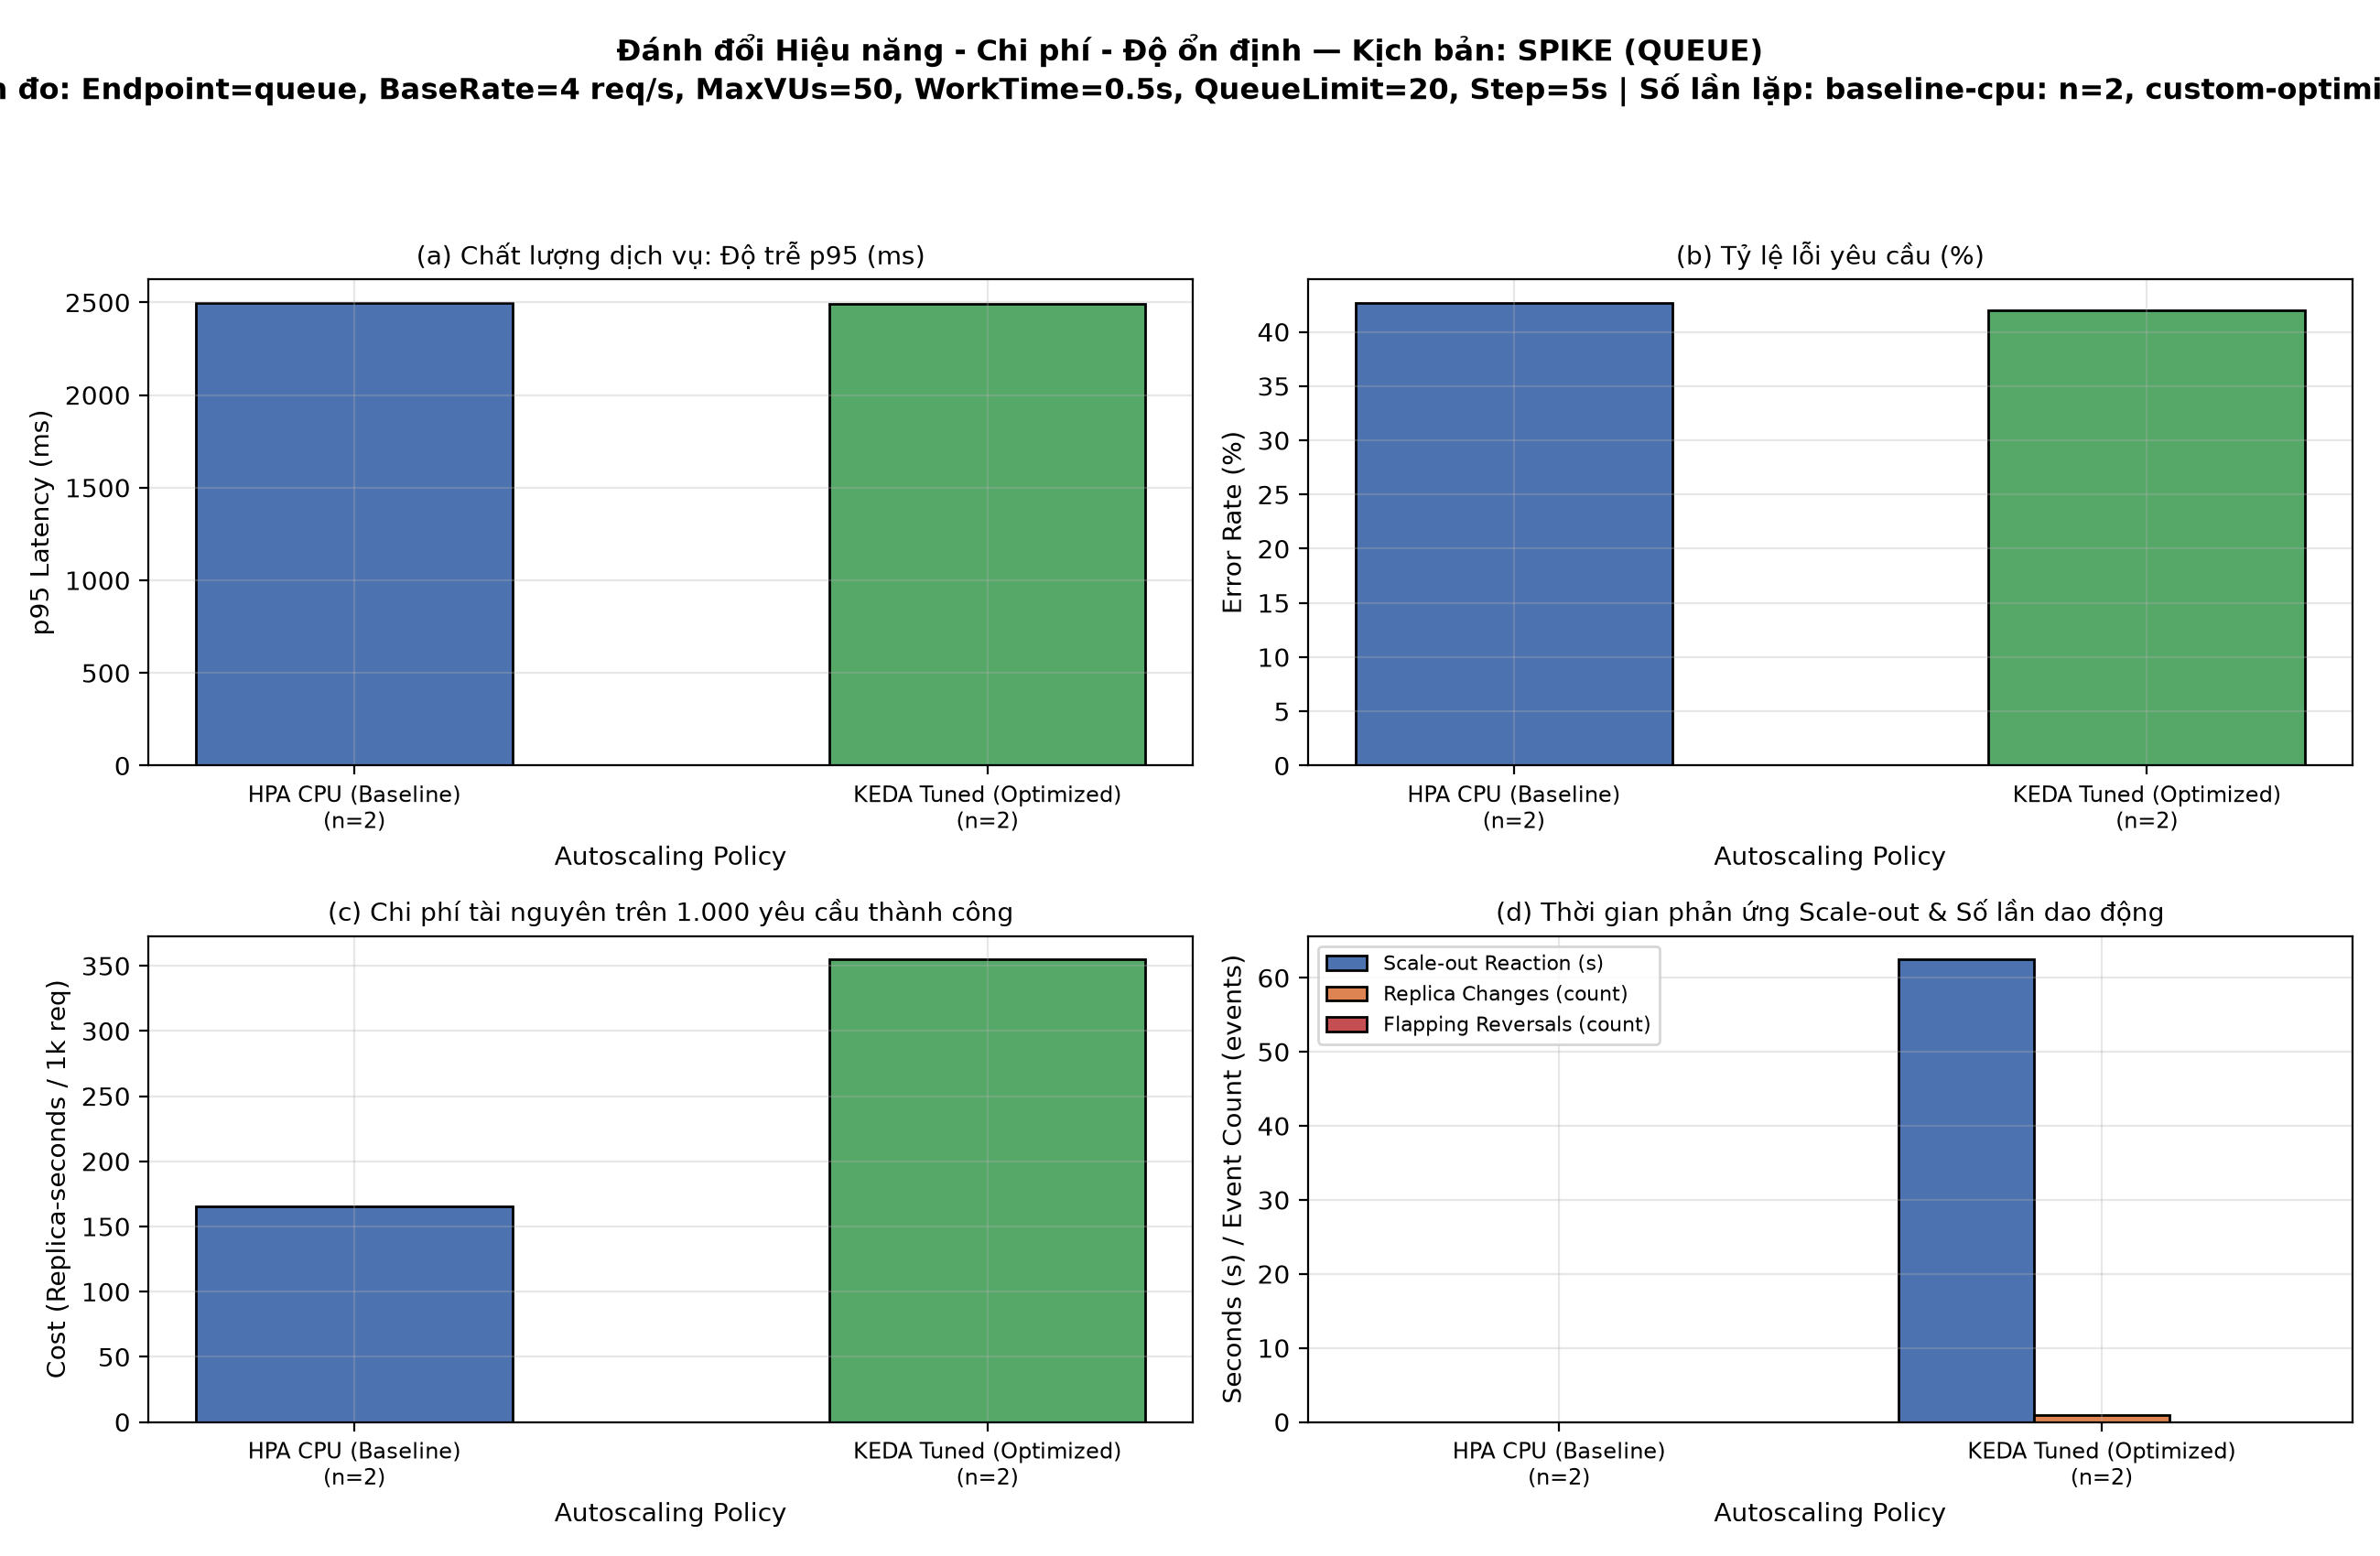 Đánh đổi Hiệu năng - Chi phí - Độ ổn định — Kịch bản: SPIKE (QUEUE)
đo: Endpoint=queue, BaseRate=4 req/s, MaxVUs=50, WorkTime=0.5s, QueueLimit=20, Step=5s | Số lần lặp: baseline-cpu: n=2, custom-optimi
(a) Chất lượng dịch vụ: Độ trễ p95 (ms)
p95 Latency (ms)
2500
2000
1500
1000
500
0
HPA CPU (Baseline)
(n=2)
KEDA Tuned (Optimized)
(n=2)
Autoscaling Policy
(b) Tỷ lệ lỗi yêu cầu (%)
Error Rate (%)
40
35
30
25
20
15
10
5
0
HPA CPU (Baseline)
(n=2)
KEDA Tuned (Optimized)
(n=2)
Autoscaling Policy
(c) Chi phí tài nguyên trên 1.000 yêu cầu thành công
Cost (Replica-seconds / 1k req)
350
300
250
200
150
100
50
0
HPA CPU (Baseline)
(n=2)
KEDA Tuned (Optimized)
(n=2)
Autoscaling Policy
(d) Thời gian phản ứng Scale-out & Số lần dao động
Seconds (s) / Event Count (events)
60
50
40
30
20
10
0
Scale-out Reaction (s)
Replica Changes (count)
Flapping Reversals (count)
HPA CPU (Baseline)
(n=2)
KEDA Tuned (Optimized)
(n=2)
Autoscaling Policy